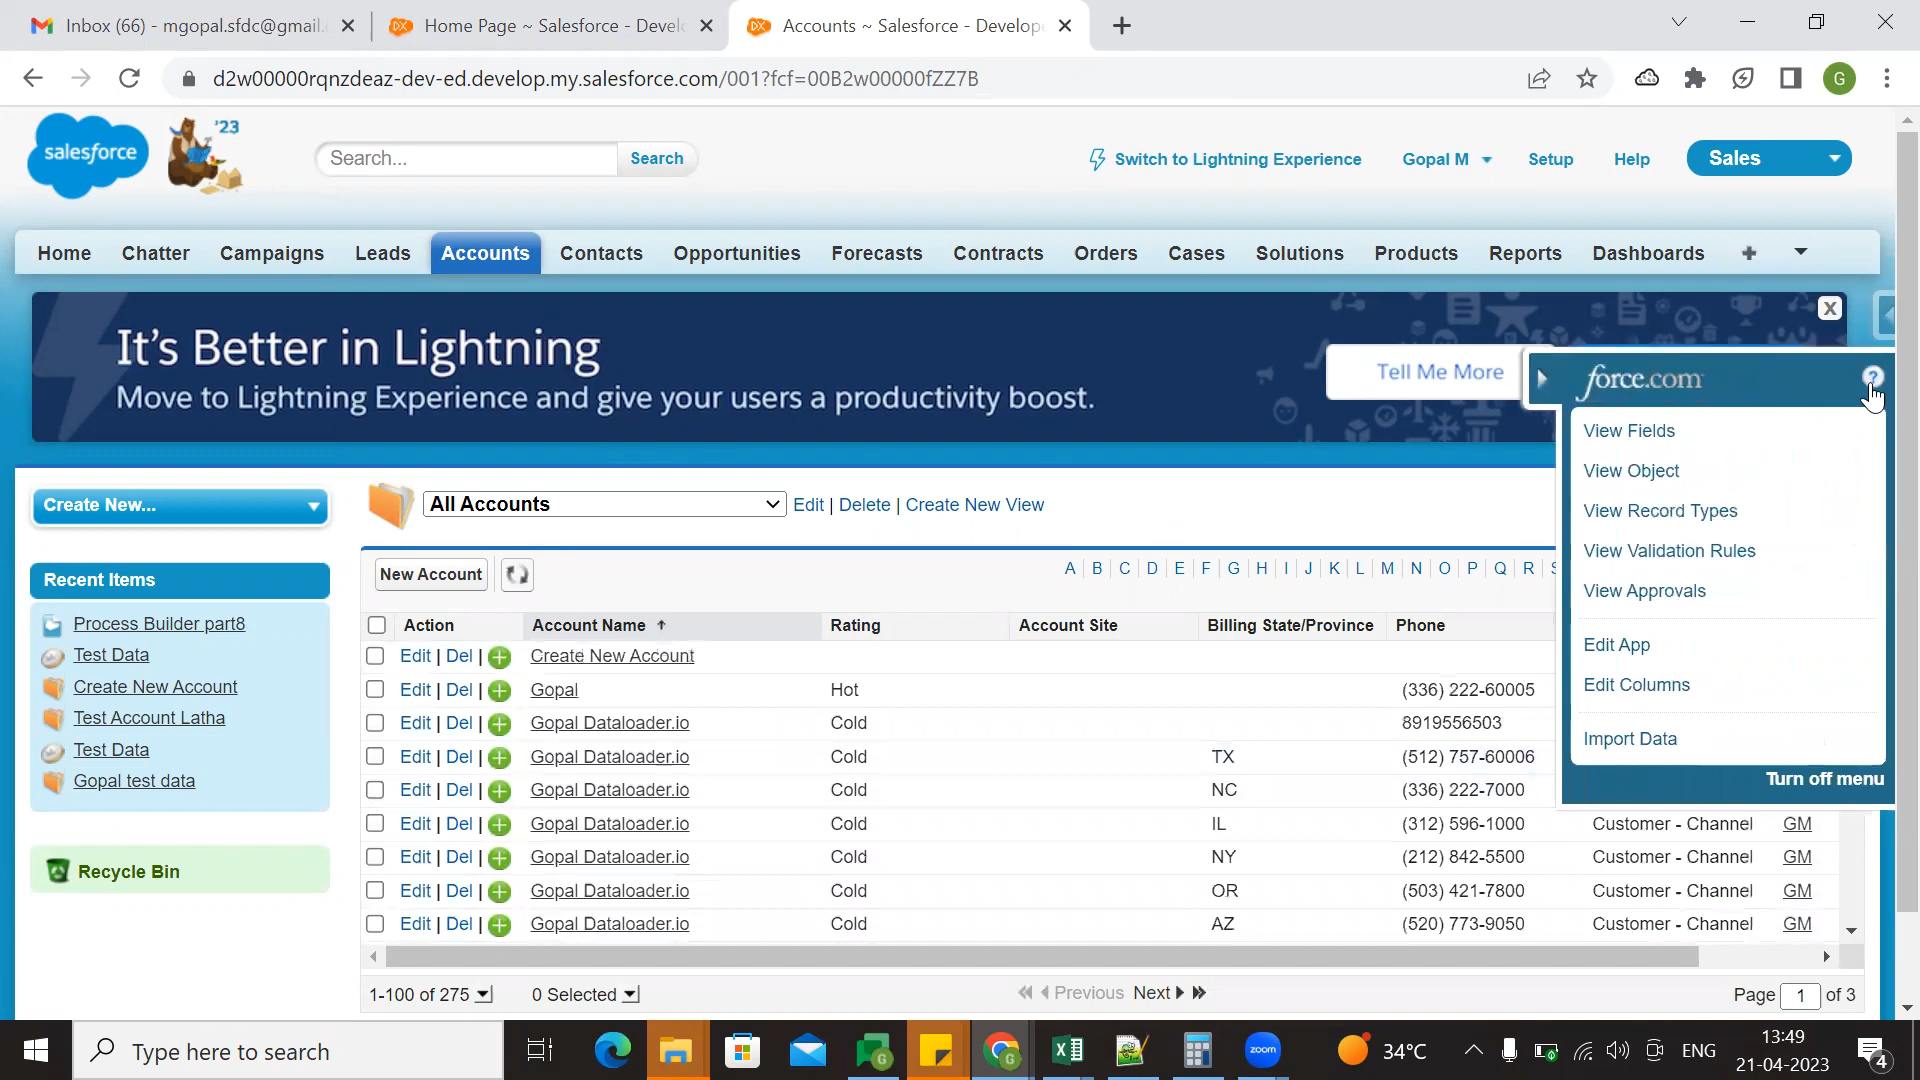 Inbox (66) - mgopal.sfdc@gmail.
Home Page ~ Salesforce - Develo
Accounts ~ Salesforce - Develope
d2w00000rqnzdeaz-dev-ed.develop.my.salesforce.com/001?fcf=00B2w00000fZZ7B
G
salesforce
'23
Search...
Search
Switch to Lightning Experience
Gopal M
Setup
Help
Sales
Home
Chatter
Campaigns
Leads
Accounts
Contacts
Opportunities
Forecasts
Contracts
Orders
Cases
Solutions
Products
Reports
Dashboards
It's Better in Lightning
Move to Lightning Experience and give your users a productivity boost.
Tell Me More
X
force.com
?
View Fields
View Object
View Record Types
View Validation Rules
View Approvals
Edit App
Edit Columns
Import Data
Turn off menu
Create New...
Recent Items
Process Builder part8
Test Data
Create New Account
Test Account Latha
Test Data
Gopal test data
Recycle Bin
All Accounts
Edit | Delete | Create New View
New Account
A | B | C | D | E | F | G | H | I | J | K | L | M | N | O | P | Q | R | S
Action Account Name Rating Account Site Billing State/Province Phone
Edit | Del | Create New Account
Edit | Del | Gopal Hot (336) 222-60005
Edit | Del | Gopal Dataloader.io Cold 8919556503
Edit | Del | Gopal Dataloader.io Cold TX (512) 757-60006
Edit | Del | Gopal Dataloader.io Cold NC (336) 222-7000
Edit | Del | Gopal Dataloader.io Cold IL (312) 596-1000 Customer - Channel GM
Edit | Del | Gopal Dataloader.io Cold NY (212) 842-5500 Customer - Channel GM
Edit | Del | Gopal Dataloader.io Cold OR (503) 421-7800 Customer - Channel GM
Edit | Del | Gopal Dataloader.io Cold AZ (520) 773-9050 Customer - Channel GM
1-100 of 275
0 Selected
Previous Next
Page 1 of 3
Type here to search
zoom
34°C
ENG
13:49
21-04-2023
4